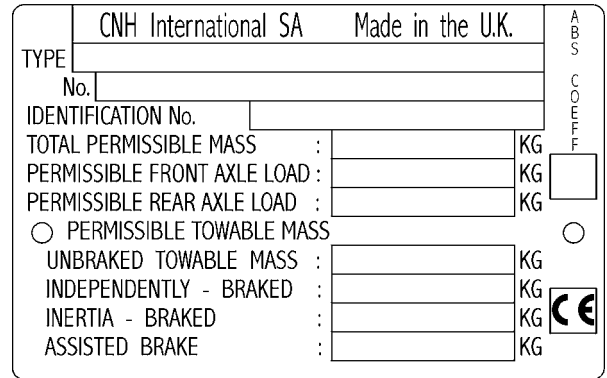 CNH International SA Made in the U.K.
TYPE
No.
IDENTIFICATION No.
TOTAL PERMISSIBLE MASS : KG
PERMISSIBLE FRONT AXLE LOAD : KG
PERMISSIBLE REAR AXLE LOAD : KG
PERMISSIBLE TOWABLE MASS
UNBRAKED TOWABLE MASS : KG
INDEPENDENTLY - BRAKED : KG
INERTIA - BRAKED : KG
ASSISTED BRAKE : KG
ABS COEFF
CE